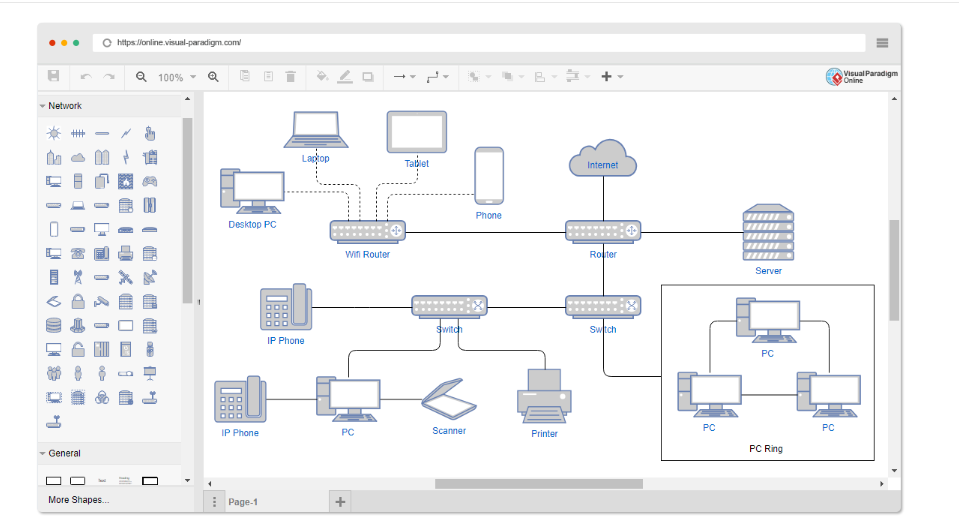 https://online.visual-paradigm.com/
100%
Visual Paradigm
Online
Network
Laptop
Tablet
Internet
Desktop PC
Phone
Wifi Router
Router
Server
IP Phone
Switch
Switch
PC
IP Phone
PC
Scanner
Printer
PC
PC
PC Ring
General
Text
More Shapes...
Page-1